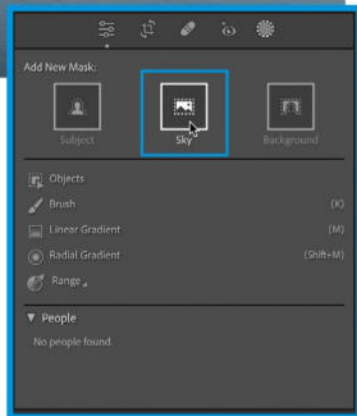 Add New Mask:
Subject
Sky
Background
Objects
Brush (K)
Linear Gradient (M)
Radial Gradient (Shift+M)
Range
People
No people found.